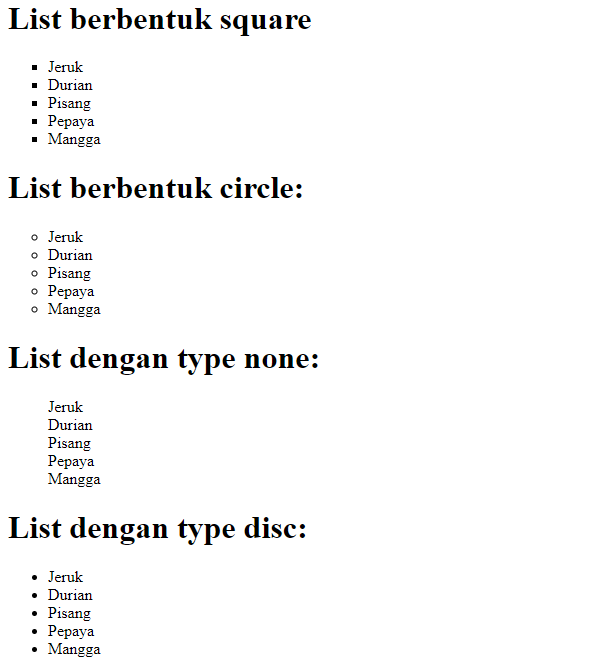 List berbentuk square
Jeruk
Durian
Pisang
Pepaya
Mangga
List berbentuk circle:
Jeruk
Durian
Pisang
Pepaya
Mangga
List dengan type none:
Jeruk
Durian
Pisang
Pepaya
Mangga
List dengan type disc:
Jeruk
Durian
Pisang
Pepaya
Mangga